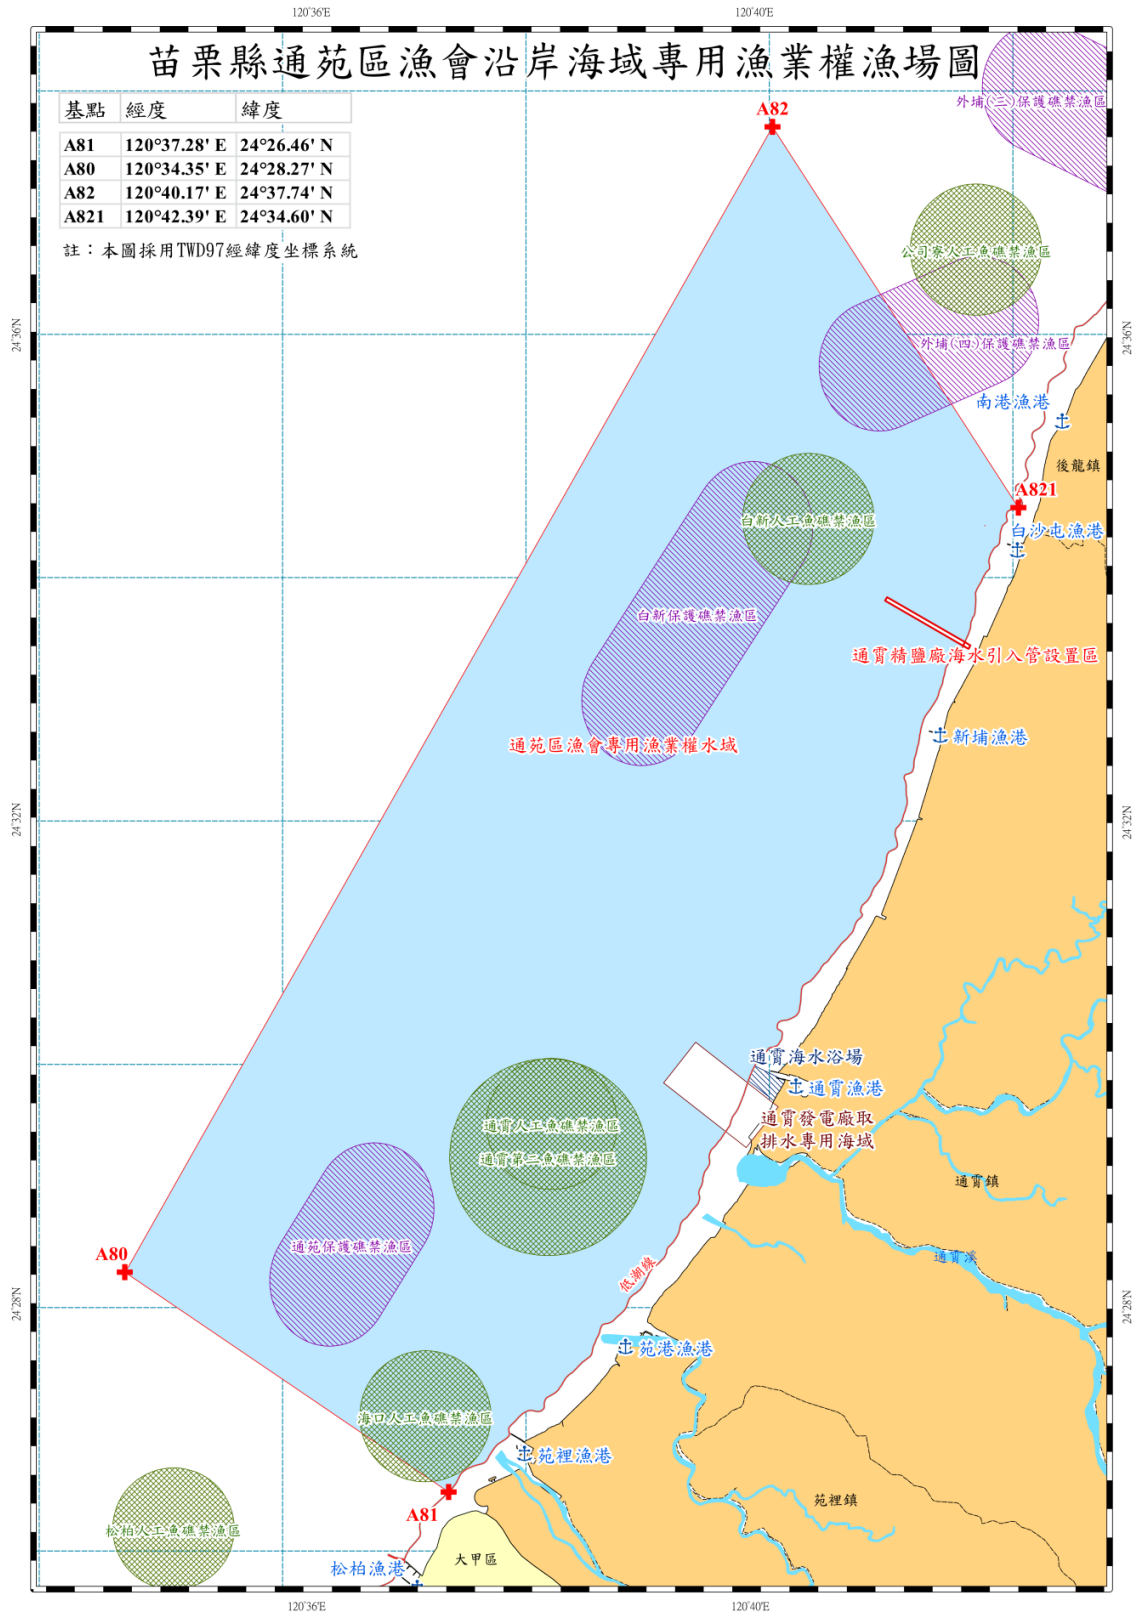 120°36'E
120°40'E
苗栗縣通苑區漁會沿岸海域專用漁業權漁場圖
基點 經度 緯度
A81 120°37.28' E 24°26.46' N
A80 120°34.35' E 24°28.27' N
A82 120°40.17' E 24°37.74' N
A821 120°42.39' E 24°34.60' N
註：本圖採用TWD97經緯度坐標系統
外埔(三)保護礁禁漁區
A82
公司寮人工魚礁禁漁區
24°36'N
24°36'N
外埔(四)保護礁禁漁區
南港漁港
後龍鎮
A821
白新人工魚礁禁漁區
白沙屯漁港
白新保護礁禁漁區
通霄精鹽廠海水引入管設置區
新埔漁港
通苑區漁會專用漁業權水域
24°32'N
24°32'N
通霄海水浴場
通霄漁港
通霄發電廠取
排水專用海域
通霄人工魚礁禁漁區
通霄第二魚礁禁漁區
通霄鎮
通苑保護礁禁漁區
A80
通霄溪
低潮線
24°28'N
24°28'N
苑港漁港
海口人工魚礁禁漁區
苑裡漁港
苑裡鎮
A81
松柏人工魚礁禁漁區
大甲區
松柏漁港
120°36'E
120°40'E